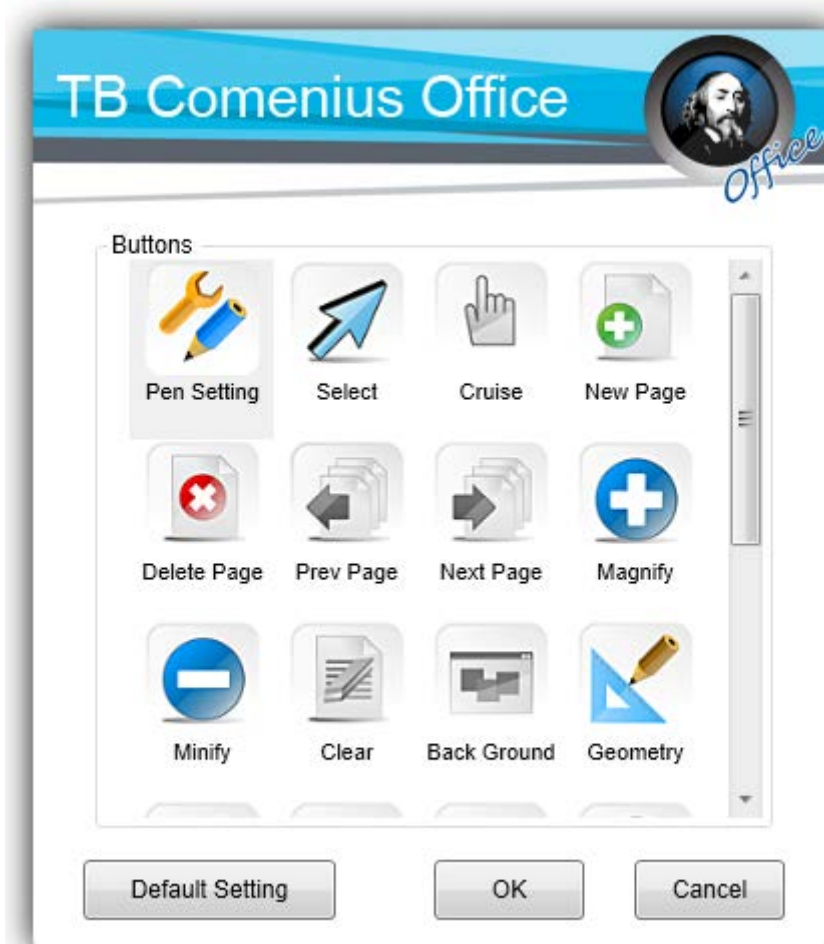 TB Comenius Office
Office
Buttons
Pen Setting Select Cruise New Page
Delete Page Prev Page Next Page Magnify
Minify Clear Back Ground Geometry
Default Setting OK Cancel